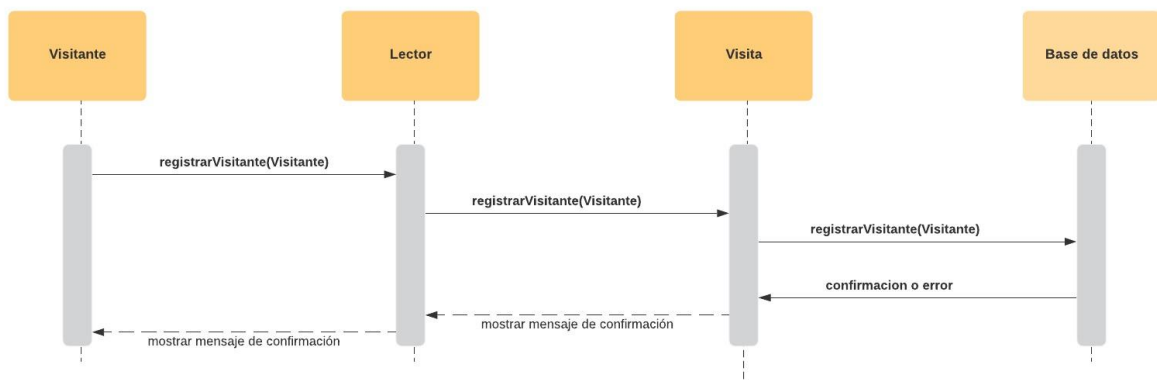 Visitante
Lector
Visita
Base de datos
registrarVisitante(Visitante)
registrarVisitante(Visitante)
registrarVisitante(Visitante)
confirmacion o error
mostrar mensaje de confirmación
mostrar mensaje de confirmación